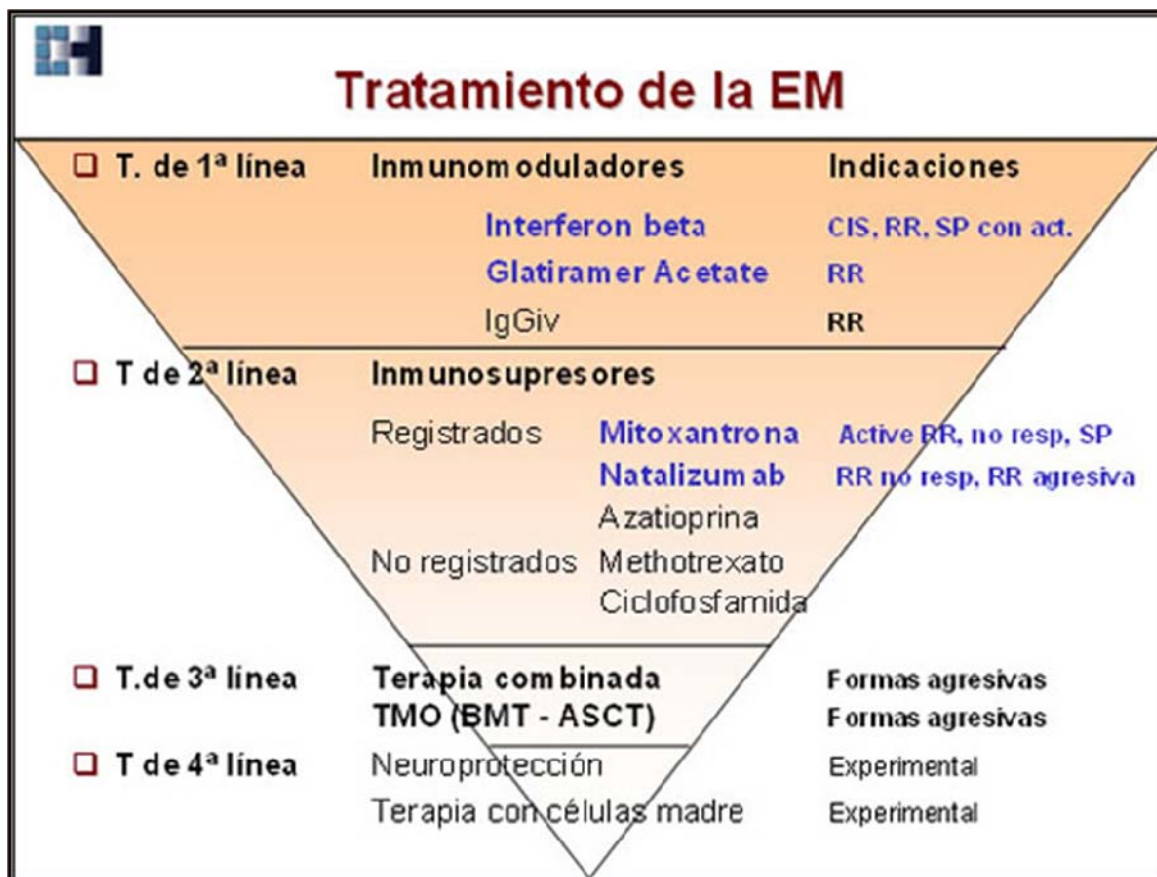 Tratamiento de la EM
❑ T. de 1ª línea Inmunomoduladores Indicaciones
Interferon beta CIS, RR, SP con act.
Glatiramer Acetate RR
IgGiv RR
❑ T de 2ª línea Inmunosupresores
Registrados Mitoxantrona Active RR, no resp, SP
Natalizumab RR no resp, RR agresiva
Azatioprina
No registrados Methotrexato
Ciclofosfamida
❑ T.de 3ª línea Terapia combinada Formas agresivas
TMO (BMT - ASCT) Formas agresivas
❑ T de 4ª línea Neuroprotección Experimental
Terapia con células madre Experimental